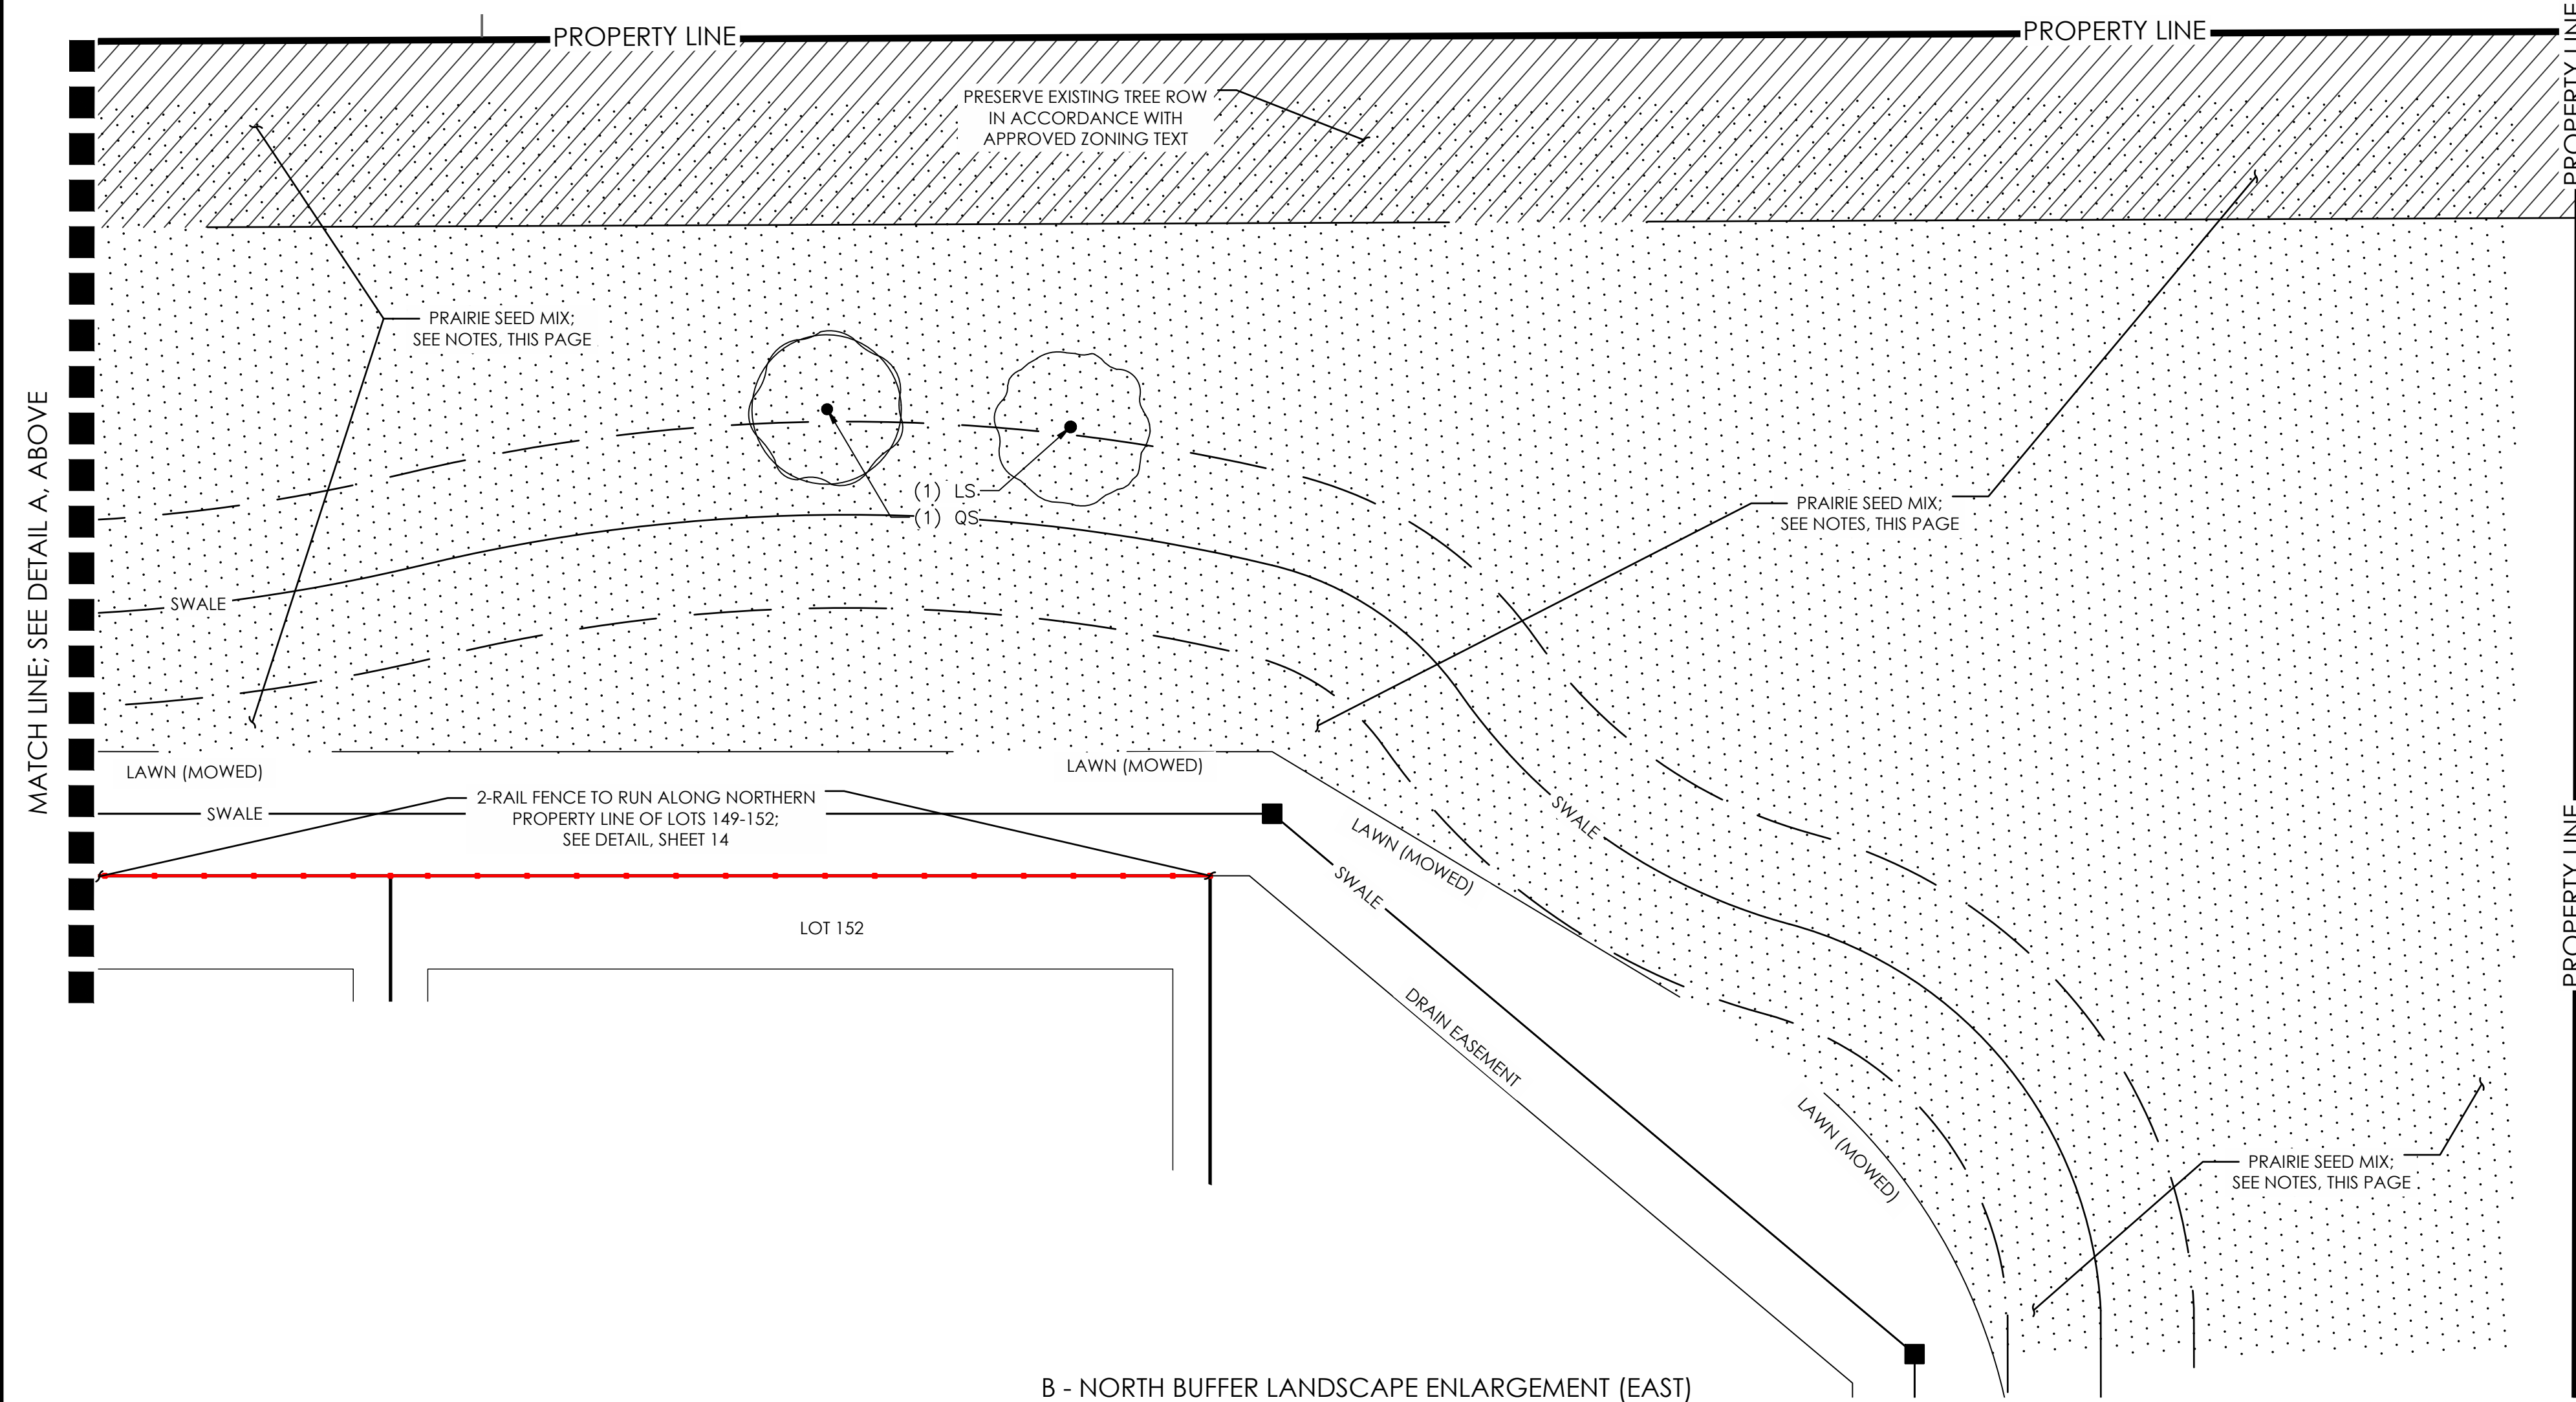 PROPERTY LINE
PROPERTY LINE
PROPERTY LINE
PRESERVE EXISTING TREE ROW
IN ACCORDANCE WITH
APPROVED ZONING TEXT
PRAIRIE SEED MIX;
SEE NOTES, THIS PAGE
MATCH LINE; SEE DETAIL A, ABOVE
(1) LS
(1) QS
PRAIRIE SEED MIX;
SEE NOTES, THIS PAGE
SWALE
LAWN (MOWED)
LAWN (MOWED)
SWALE
2-RAIL FENCE TO RUN ALONG NORTHERN
PROPERTY LINE OF LOTS 149-152;
SEE DETAIL, SHEET 14
SWALE
LAWN (MOWED)
SWALE
PROPERTY LINE
LOT 152
DRAIN EASEMENT
LAWN (MOWED)
PRAIRIE SEED MIX;
SEE NOTES, THIS PAGE
B - NORTH BUFFER LANDSCAPE ENLARGEMENT (EAST)